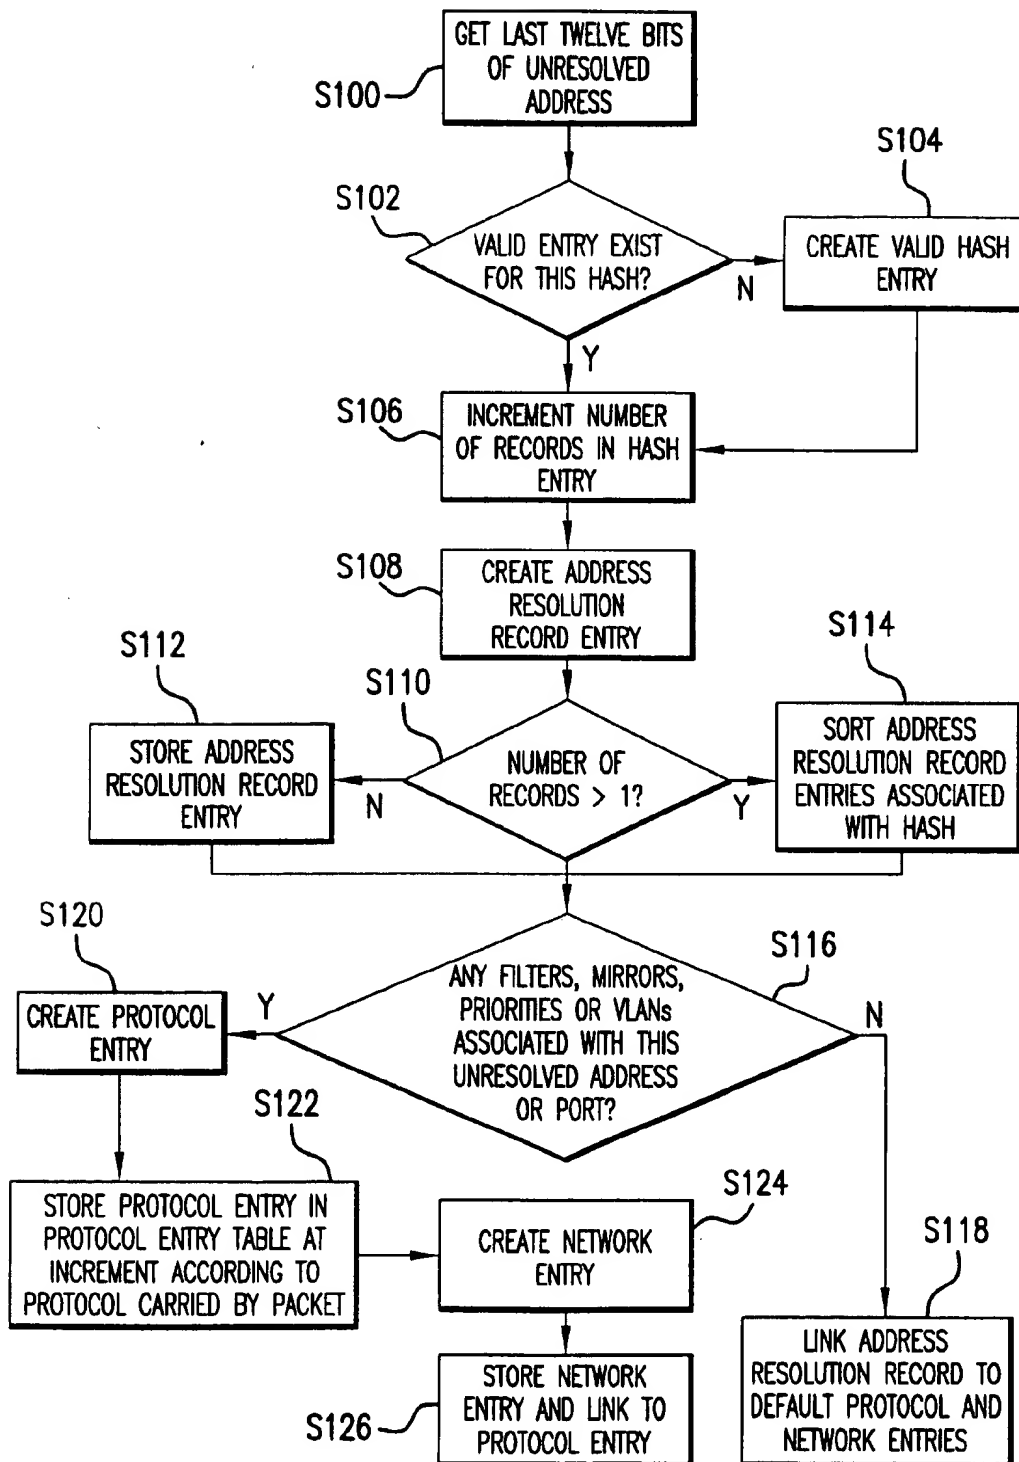 GET LAST TWELVE BITS
OF UNRESOLVED
ADDRESS
S100
S102
VALID ENTRY EXIST
FOR THIS HASH?
N
Y
S104
CREATE VALID HASH
ENTRY
S106
INCREMENT NUMBER
OF RECORDS IN HASH
ENTRY
S108
CREATE ADDRESS
RESOLUTION
RECORD ENTRY
S112
STORE ADDRESS
RESOLUTION RECORD
ENTRY
S110
NUMBER OF
RECORDS > 1?
N
Y
S114
SORT ADDRESS
RESOLUTION RECORD
ENTRIES ASSOCIATED
WITH HASH
S116
ANY FILTERS, MIRRORS,
PRIORITIES OR VLANs
ASSOCIATED WITH THIS
UNRESOLVED ADDRESS
OR PORT?
Y
N
S120
CREATE PROTOCOL
ENTRY
S122
STORE PROTOCOL ENTRY IN
PROTOCOL ENTRY TABLE AT
INCREMENT ACCORDING TO
PROTOCOL CARRIED BY PACKET
S124
CREATE NETWORK
ENTRY
S126
STORE NETWORK
ENTRY AND LINK TO
PROTOCOL ENTRY
S118
LINK ADDRESS
RESOLUTION RECORD TO
DEFAULT PROTOCOL AND
NETWORK ENTRIES